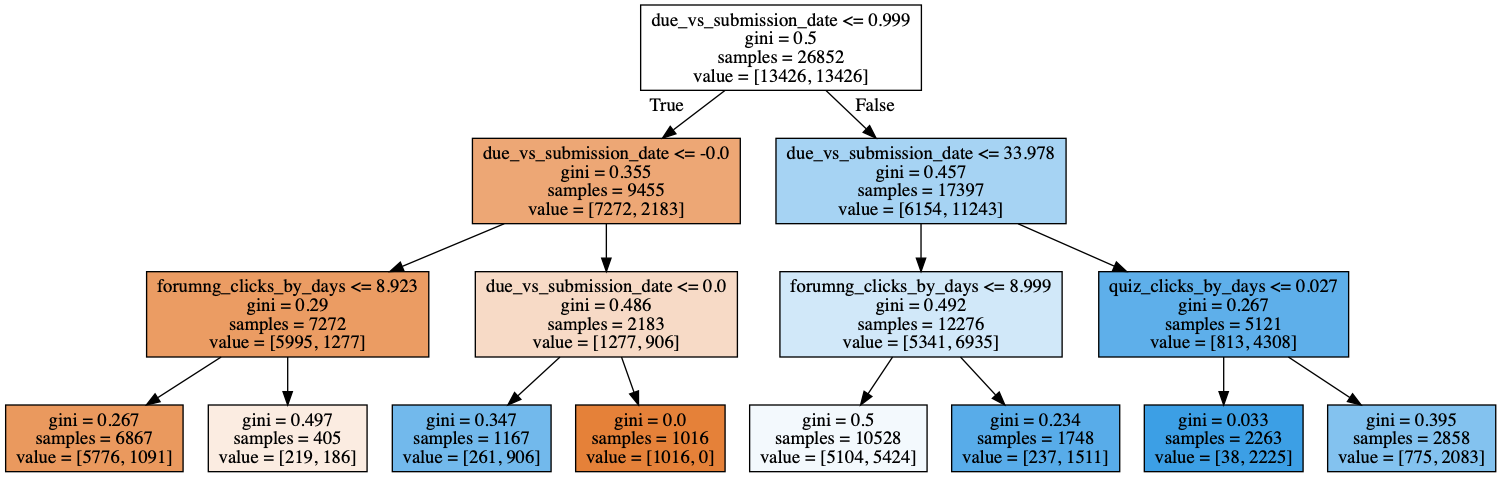 due_vs_submission_date <= 0.999
gini = 0.5
samples = 26852
value = [13426, 13426]
True
False
due_vs_submission_date <= -0.0
gini = 0.355
samples = 9455
value = [7272, 2183]
due_vs_submission_date <= 33.978
gini = 0.457
samples = 17397
value = [6154, 11243]
forumng_clicks_by_days <= 8.923
gini = 0.29
samples = 7272
value = [5995, 1277]
due_vs_submission_date <= 0.0
gini = 0.486
samples = 2183
value = [1277, 906]
forumng_clicks_by_days <= 8.999
gini = 0.492
samples = 12276
value = [5341, 6935]
quiz_clicks_by_days <= 0.027
gini = 0.267
samples = 5121
value = [813, 4308]
gini = 0.267
samples = 6867
value = [5776, 1091]
gini = 0.497
samples = 405
value = [219, 186]
gini = 0.347
samples = 1167
value = [261, 906]
gini = 0.0
samples = 1016
value = [1016, 0]
gini = 0.5
samples = 10528
value = [5104, 5424]
gini = 0.234
samples = 1748
value = [237, 1511]
gini = 0.033
samples = 2263
value = [38, 2225]
gini = 0.395
samples = 2858
value = [775, 2083]